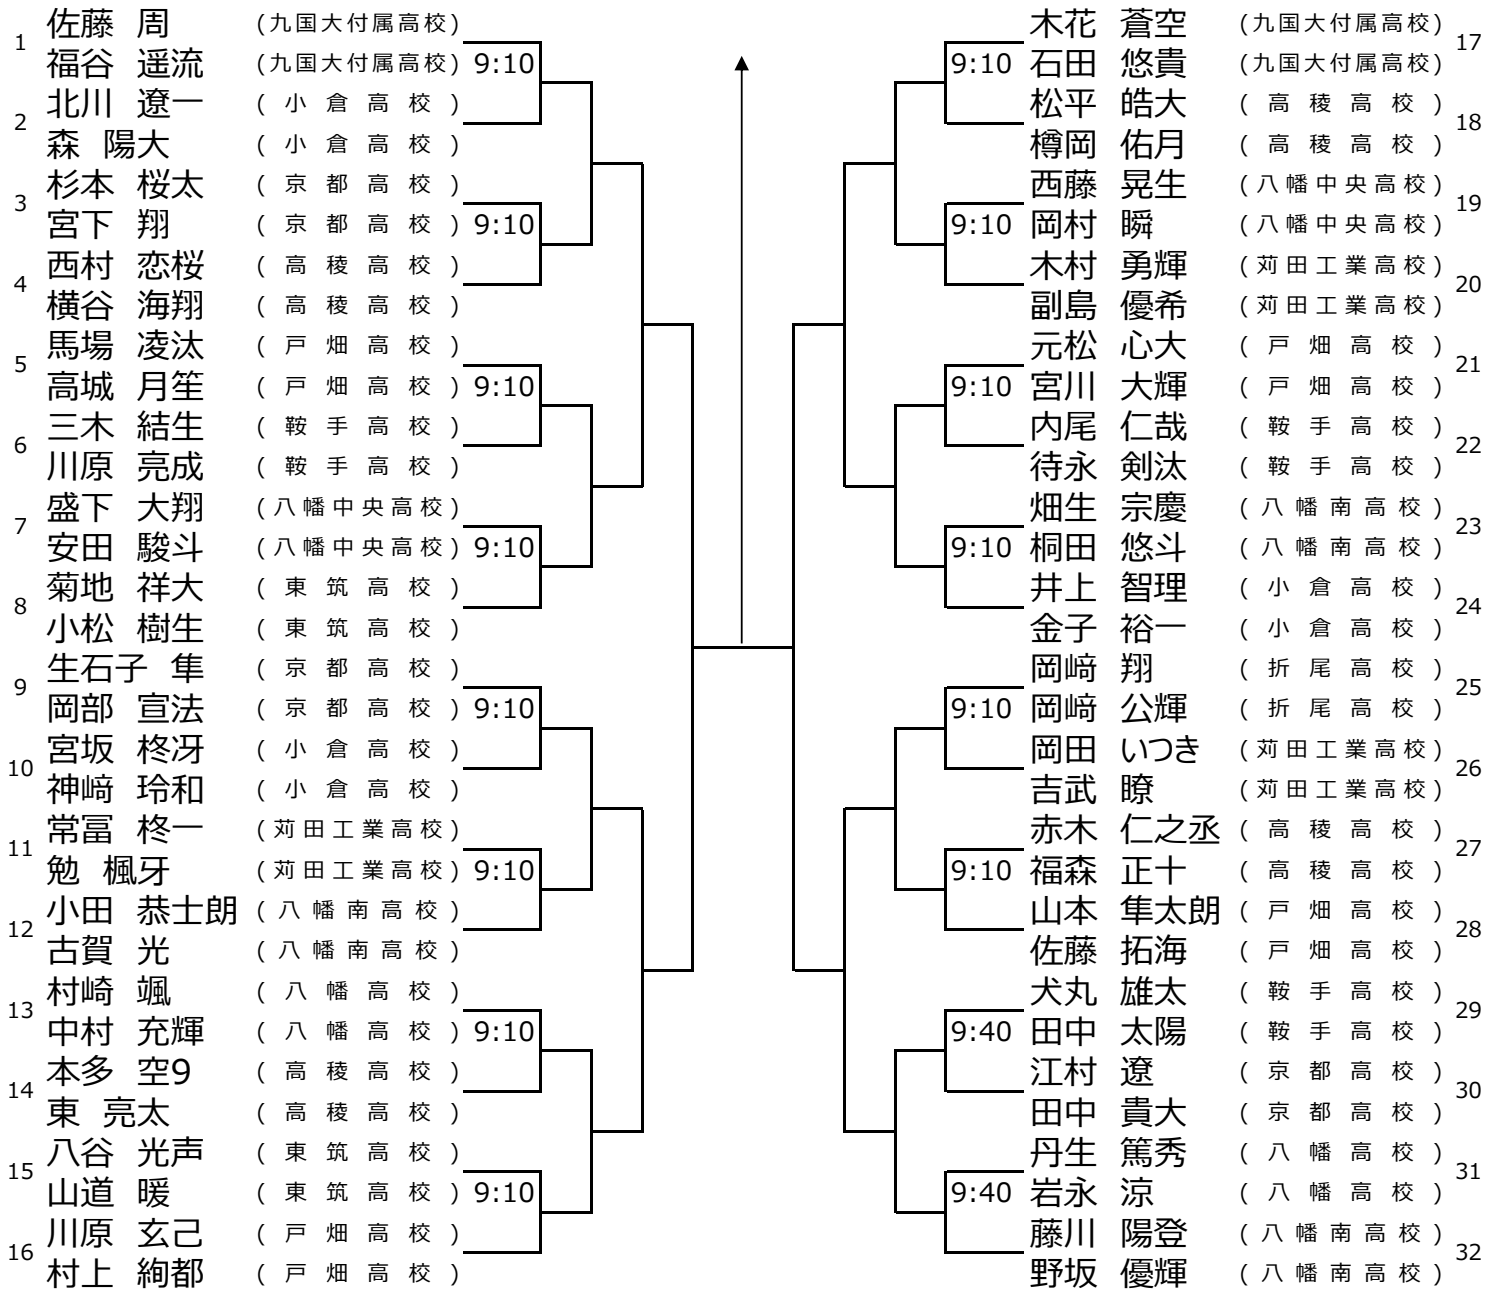 1
佐藤 周 (九国大付属高校)
福谷 遥流 (九国大付属高校) 9:10
2
北川 遼一 (小倉高校)
森 陽大 (小倉高校)
3
杉本 桜太 (京都高校)
宮下 翔 (京都高校) 9:10
4
西村 恋桜 (高稜高校)
横谷 海翔 (高稜高校)
5
馬場 凌汰 (戸畑高校)
高城 月笙 (戸畑高校) 9:10
6
三木 結生 (鞍手高校)
川原 亮成 (鞍手高校)
7
盛下 大翔 (八幡中央高校)
安田 駿斗 (八幡中央高校) 9:10
8
菊地 祥大 (東筑高校)
小松 樹生 (東筑高校)
9
生石子 隼 (京都高校)
岡部 宣法 (京都高校) 9:10
10
宮坂 柊冴 (小倉高校)
神﨑 玲和 (小倉高校)
11
常冨 柊一 (苅田工業高校)
勉 楓牙 (苅田工業高校) 9:10
12
小田 恭士朗 (八幡南高校)
古賀 光 (八幡南高校)
13
村崎 颯 (八幡高校)
中村 充輝 (八幡高校) 9:10
14
本多 空9 (高稜高校)
東 亮太 (高稜高校)
15
八谷 光声 (東筑高校)
山道 暖 (東筑高校) 9:10
16
川原 玄己 (戸畑高校)
村上 絢都 (戸畑高校)
木花 蒼空 (九国大付属高校)
17
9:10 石田 悠貴 (九国大付属高校)
松平 皓大 (高稜高校)
18
樽岡 佑月 (高稜高校)
西藤 晃生 (八幡中央高校)
19
9:10 岡村 瞬 (八幡中央高校)
木村 勇輝 (苅田工業高校)
20
副島 優希 (苅田工業高校)
元松 心大 (戸畑高校)
21
9:10 宮川 大輝 (戸畑高校)
内尾 仁哉 (鞍手高校)
22
待永 剣汰 (鞍手高校)
畑生 宗慶 (八幡南高校)
23
9:10 桐田 悠斗 (八幡南高校)
井上 智理 (小倉高校)
24
金子 裕一 (小倉高校)
岡﨑 翔 (折尾高校)
25
9:10 岡﨑 公輝 (折尾高校)
岡田 いつき (苅田工業高校)
26
吉武 瞭 (苅田工業高校)
赤木 仁之丞 (高稜高校)
27
9:10 福森 正十 (高稜高校)
山本 隼太朗 (戸畑高校)
28
佐藤 拓海 (戸畑高校)
犬丸 雄太 (鞍手高校)
29
9:40 田中 太陽 (鞍手高校)
江村 遼 (京都高校)
30
田中 貴大 (京都高校)
丹生 篤秀 (八幡高校)
31
9:40 岩永 涼 (八幡高校)
藤川 陽登 (八幡南高校)
32
野坂 優輝 (八幡南高校)